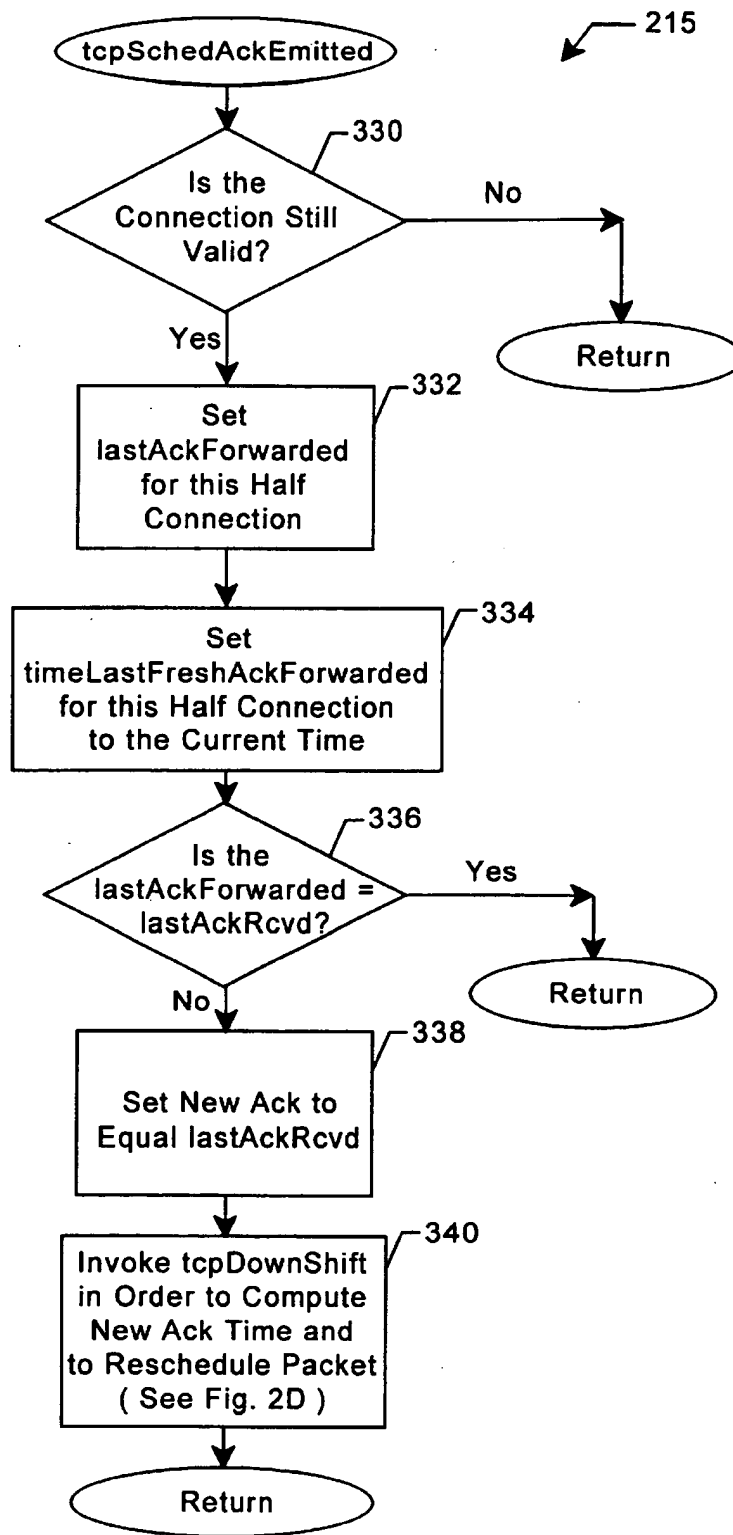 tcpSchedAckEmitted
215
330
Is the
Connection Still
Valid?
No
Yes
Return
332
Set
lastAckForwarded
for this Half
Connection
334
Set
timeLastFreshAckForwarded
for this Half Connection
to the Current Time
336
Is the
lastAckForwarded =
lastAckRcvd?
Yes
No
Return
338
Set New Ack to
Equal lastAckRcvd
340
Invoke tcpDownShift
in Order to Compute
New Ack Time and
to Reschedule Packet
( See Fig. 2D )
Return